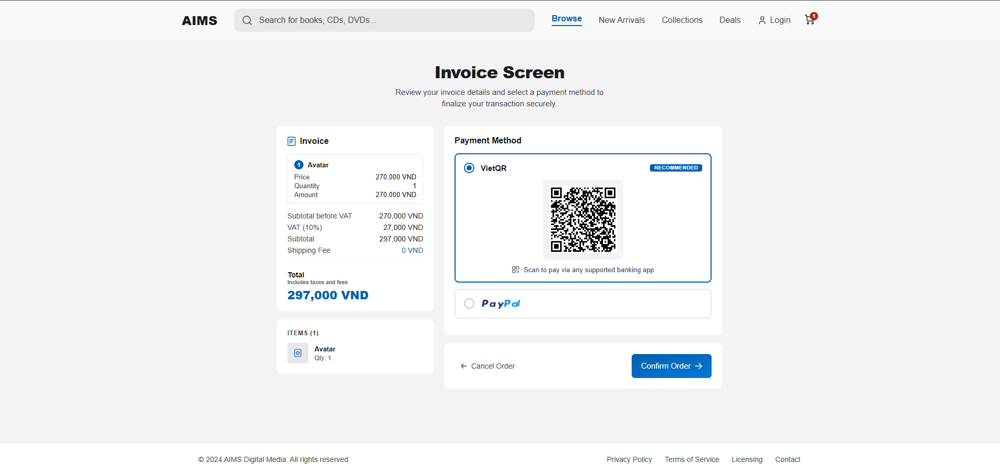 AIMS
Search for books, CDs, DVDs...
Browse
New Arrivals
Collections
Deals
Login
1
Invoice Screen
Review your invoice details and select a payment method to
finalize your transaction securely.
Invoice
1 Avatar
Price 270,000 VND
Quantity 1
Amount 270,000 VND
Subtotal before VAT 270,000 VND
VAT (10%) 27,000 VND
Subtotal 297,000 VND
Shipping Fee 0 VND
Total
Includes taxes and fees
297,000 VND
ITEMS (1)
Avatar
Qty: 1
Payment Method
VietQR
RECOMMENDED
Scan to pay via any supported banking app
PayPal
Cancel Order
Confirm Order
© 2024 AIMS Digital Media. All rights reserved.
Privacy Policy
Terms of Service
Licensing
Contact